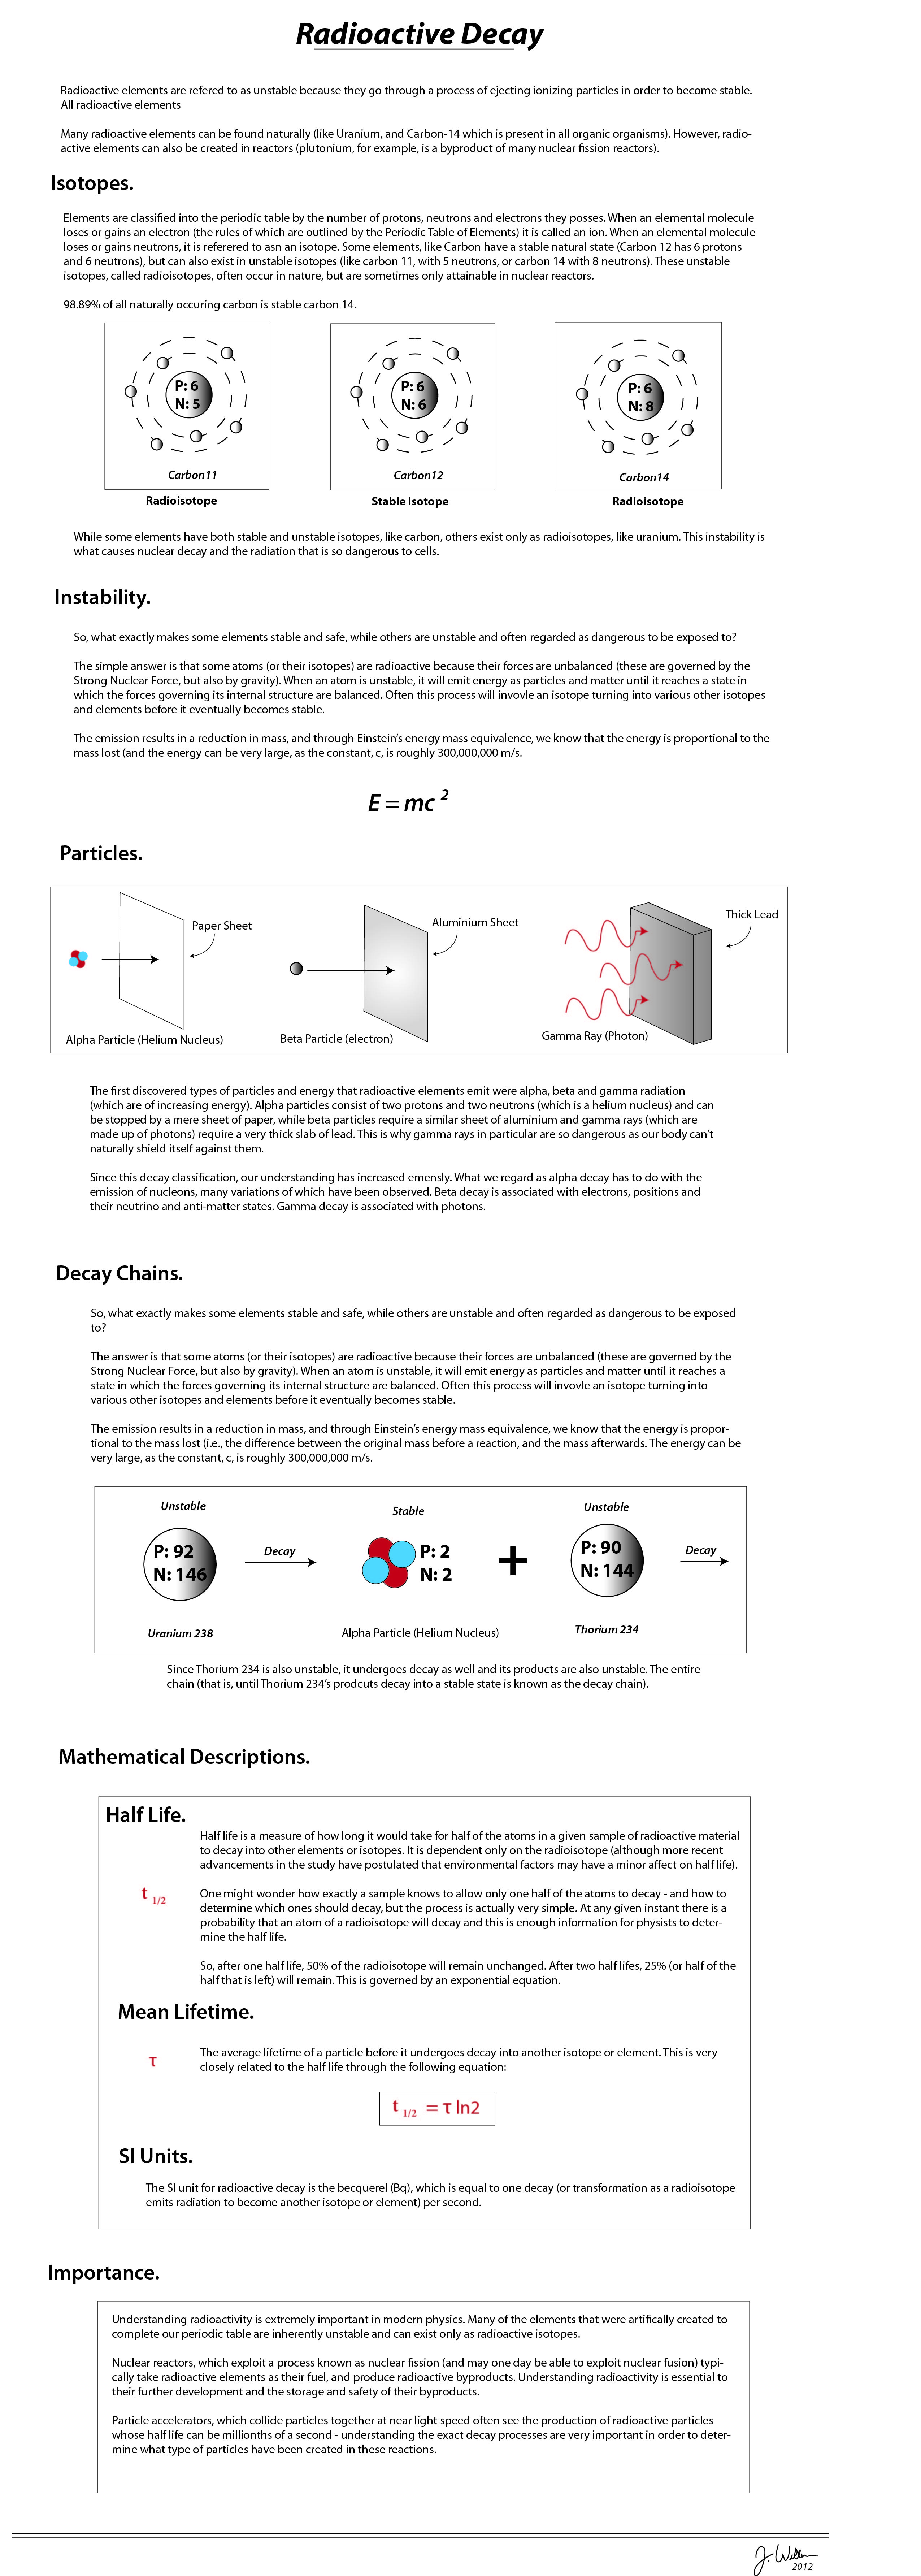 Radioactive Decay
Radioactive elements are refered to as unstable because they go through a process of ejecting ionizing particles in order to become stable.
All radioactive elements
Many radioactive elements can be found naturally (like Uranium, and Carbon-14 which is present in all organic organisms). However, radio-
active elements can also be created in reactors (plutonium, for example, is a byproduct of many nuclear fission reactors).
Isotopes.
Elements are classified into the periodic table by the number of protons, neutrons and electrons they posses. When an elemental molecule
loses or gains an electron (the rules of which are outlined by the Periodic Table of Elements) it is called an ion. When an elemental molecule
loses or gains neutrons, it is referered to asn an isotope. Some elements, like Carbon have a stable natural state (Carbon 12 has 6 protons
and 6 neutrons), but can also exist in unstable isotopes (like carbon 11, with 5 neutrons, or carbon 14 with 8 neutrons). These unstable
isotopes, called radioisotopes, often occur in nature, but are sometimes only attainable in nuclear reactors.
98.89% of all naturally occuring carbon is stable carbon 14.
P: 6
N: 5
Carbon11
Radioisotope
P: 6
N: 6
Carbon12
Stable Isotope
P: 6
N: 8
Carbon14
Radioisotope
While some elements have both stable and unstable isotopes, like carbon, others exist only as radioisotopes, like uranium. This instability is
what causes nuclear decay and the radiation that is so dangerous to cells.
Instability.
So, what exactly makes some elements stable and safe, while others are unstable and often regarded as dangerous to be exposed to?
The simple answer is that some atoms (or their isotopes) are radioactive because their forces are unbalanced (these are governed by the
Strong Nuclear Force, but also by gravity). When an atom is unstable, it will emit energy as particles and matter until it reaches a state in
which the forces governing its internal structure are balanced. Often this process will invovle an isotope turning into various other isotopes
and elements before it eventually becomes stable.
The emission results in a reduction in mass, and through Einstein's energy mass equivalence, we know that the energy is proportional to the
mass lost (and the energy can be very large, as the constant, c, is roughly 300,000,000 m/s.
E = mc 2
Particles.
Paper Sheet
Alpha Particle (Helium Nucleus)
Aluminium Sheet
Beta Particle (electron)
Thick Lead
Gamma Ray (Photon)
The first discovered types of particles and energy that radioactive elements emit were alpha, beta and gamma radiation
(which are of increasing energy). Alpha particles consist of two protons and two neutrons (which is a helium nucleus) and can
be stopped by a mere sheet of paper, while beta particles require a similar sheet of aluminium and gamma rays (which are
made up of photons) require a very thick slab of lead. This is why gamma rays in particular are so dangerous as our body can't
naturally shield itself against them.
Since this decay classification, our understanding has increased emensly. What we regard as alpha decay has to do with the
emission of nucleons, many variations of which have been observed. Beta decay is associated with electrons, positions and
their neutrino and anti-matter states. Gamma decay is associated with photons.
Decay Chains.
So, what exactly makes some elements stable and safe, while others are unstable and often regarded as dangerous to be exposed
to?
The answer is that some atoms (or their isotopes) are radioactive because their forces are unbalanced (these are governed by the
Strong Nuclear Force, but also by gravity). When an atom is unstable, it will emit energy as particles and matter until it reaches a
state in which the forces governing its internal structure are balanced. Often this process will invovle an isotope turning into
various other isotopes and elements before it eventually becomes stable.
The emission results in a reduction in mass, and through Einstein's energy mass equivalence, we know that the energy is propor-
tional to the mass lost (i.e., the difference between the original mass before a reaction, and the mass afterwards. The energy can be
very large, as the constant, c, is roughly 300,000,000 m/s.
Unstable
P: 92
N: 146
Uranium 238
Decay
Stable
P: 2
N: 2
Alpha Particle (Helium Nucleus)
+
Unstable
P: 90
N: 144
Thorium 234
Decay
Since Thorium 234 is also unstable, it undergoes decay as well and its products are also unstable. The entire
chain (that is, until Thorium 234's prodcuts decay into a stable state is known as the decay chain).
Mathematical Descriptions.
Half Life.
Half life is a measure of how long it would take for half of the atoms in a given sample of radioactive material
to decay into other elements or isotopes. It is dependent only on the radioisotope (although more recent
advancements in the study have postulated that environmental factors may have a minor affect on half life).
t 1/2
One might wonder how exactly a sample knows to allow only one half of the atoms to decay - and how to
determine which ones should decay, but the process is actually very simple. At any given instant there is a
probability that an atom of a radioisotope will decay and this is enough information for physists to deter-
mine the half life.
So, after one half life, 50% of the radioisotope will remain unchanged. After two half lifes, 25% (or half of the
half that is left) will remain. This is governed by an exponential equation.
Mean Lifetime.
τ
The average lifetime of a particle before it undergoes decay into another isotope or element. This is very
closely related to the half life through the following equation:
t 1/2 = τ ln2
SI Units.
The SI unit for radioactive decay is the becquerel (Bq), which is equal to one decay (or transformation as a radioisotope
emits radiation to become another isotope or element) per second.
Importance.
Understanding radioactivity is extremely important in modern physics. Many of the elements that were artifically created to
complete our periodic table are inherently unstable and can exist only as radioactive isotopes.
Nuclear reactors, which exploit a process known as nuclear fission (and may one day be able to exploit nuclear fusion) typi-
cally take radioactive elements as their fuel, and produce radioactive byproducts. Understanding radioactivity is essential to
their further development and the storage and safety of their byproducts.
Particle accelerators, which collide particles together at near light speed often see the production of radioactive particles
whose half life can be millionths of a second - understanding the exact decay processes are very important in order to deter-
mine what type of particles have been created in these reactions.
2012